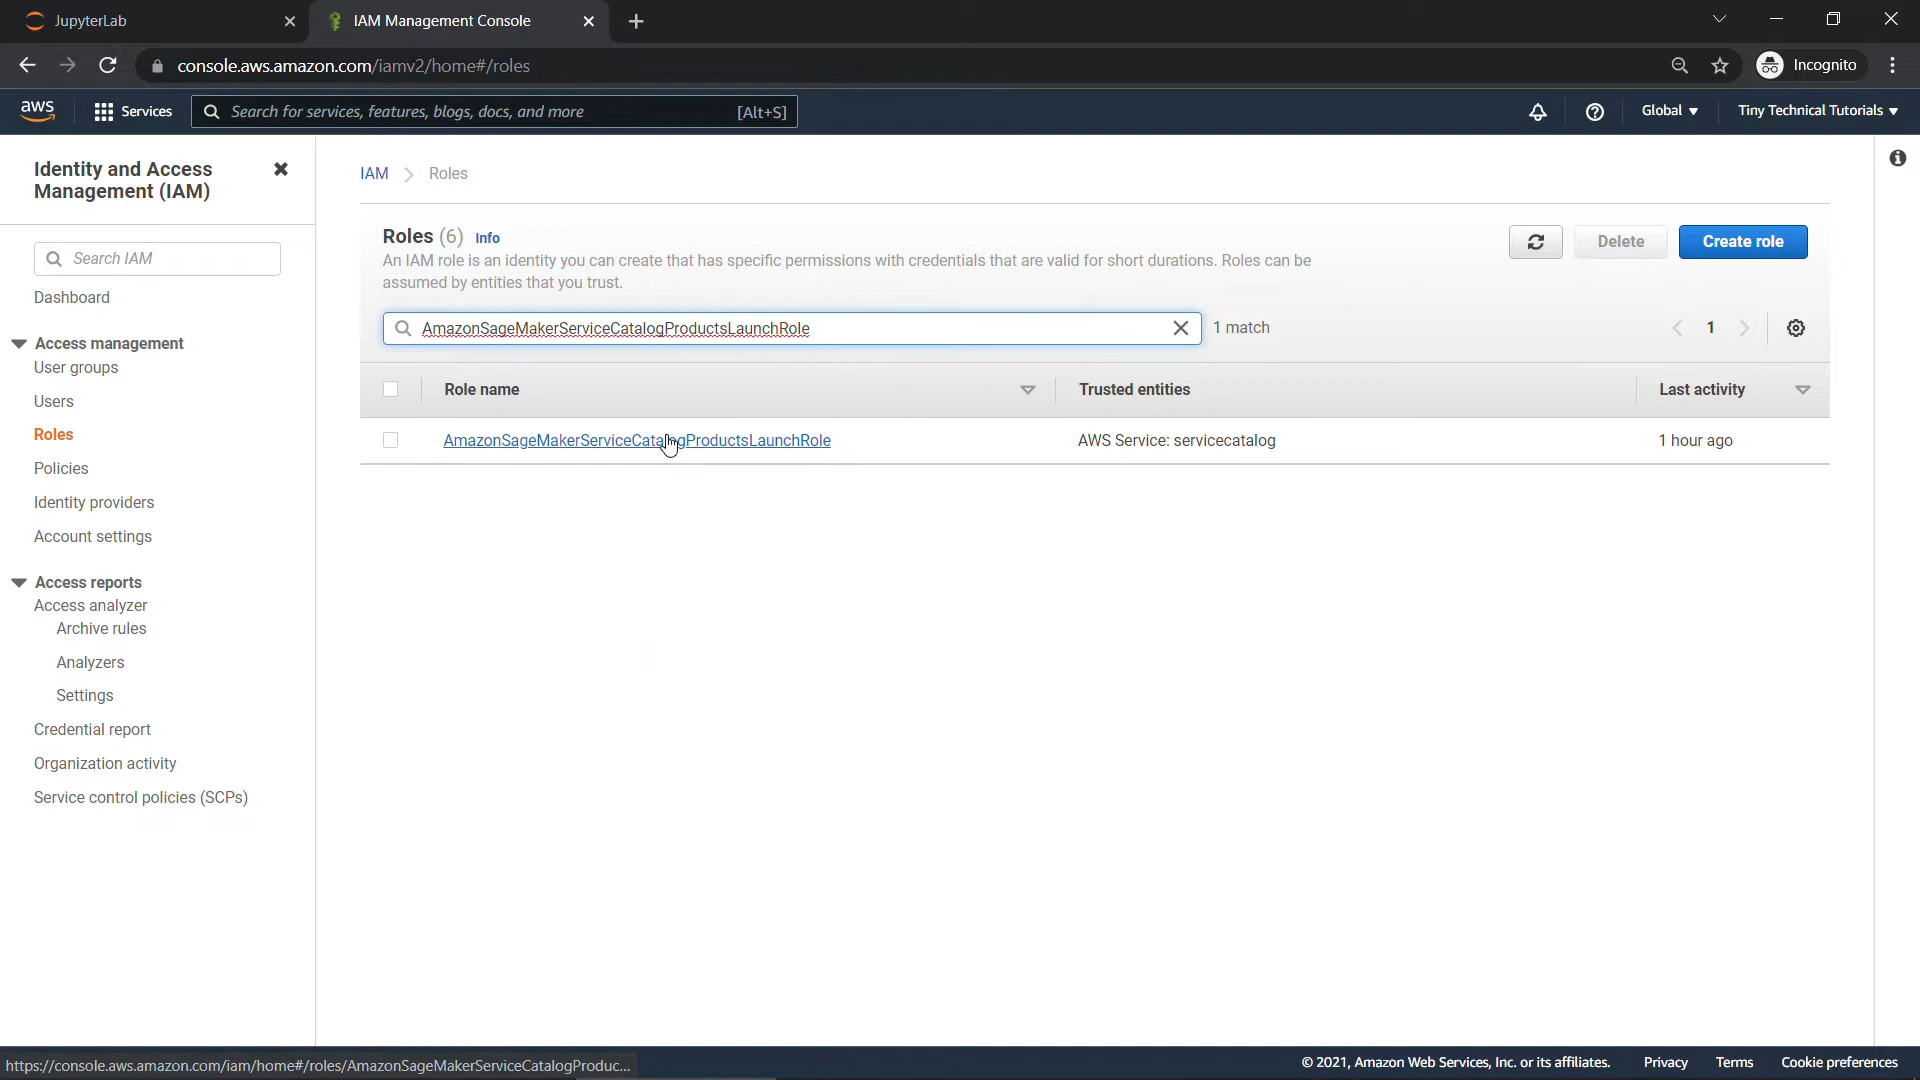 JupyterLab
IAM Management Console
console.aws.amazon.com/iamv2/home#/roles
Incognito
aws
Services
Search for services, features, blogs, docs, and more
[Alt+S]
Global
Tiny Technical Tutorials
Identity and Access
Management (IAM)
Search IAM
Dashboard
Access management
User groups
Users
Roles
Policies
Identity providers
Account settings
Access reports
Access analyzer
Archive rules
Analyzers
Settings
Credential report
Organization activity
Service control policies (SCPs)
IAM > Roles
Roles (6) Info
An IAM role is an identity you can create that has specific permissions with credentials that are valid for short durations. Roles can be
assumed by entities that you trust.
Delete
Create role
AmazonSageMakerServiceCatalogProductsLaunchRole
1 match
1
Role name
Trusted entities
Last activity
AmazonSageMakerServiceCatalogProductsLaunchRole
AWS Service: servicecatalog
1 hour ago
https://console.aws.amazon.com/iam/home#/roles/AmazonSageMakerServiceCatalogProduc...
© 2021, Amazon Web Services, Inc. or its affiliates.
Privacy
Terms
Cookie preferences